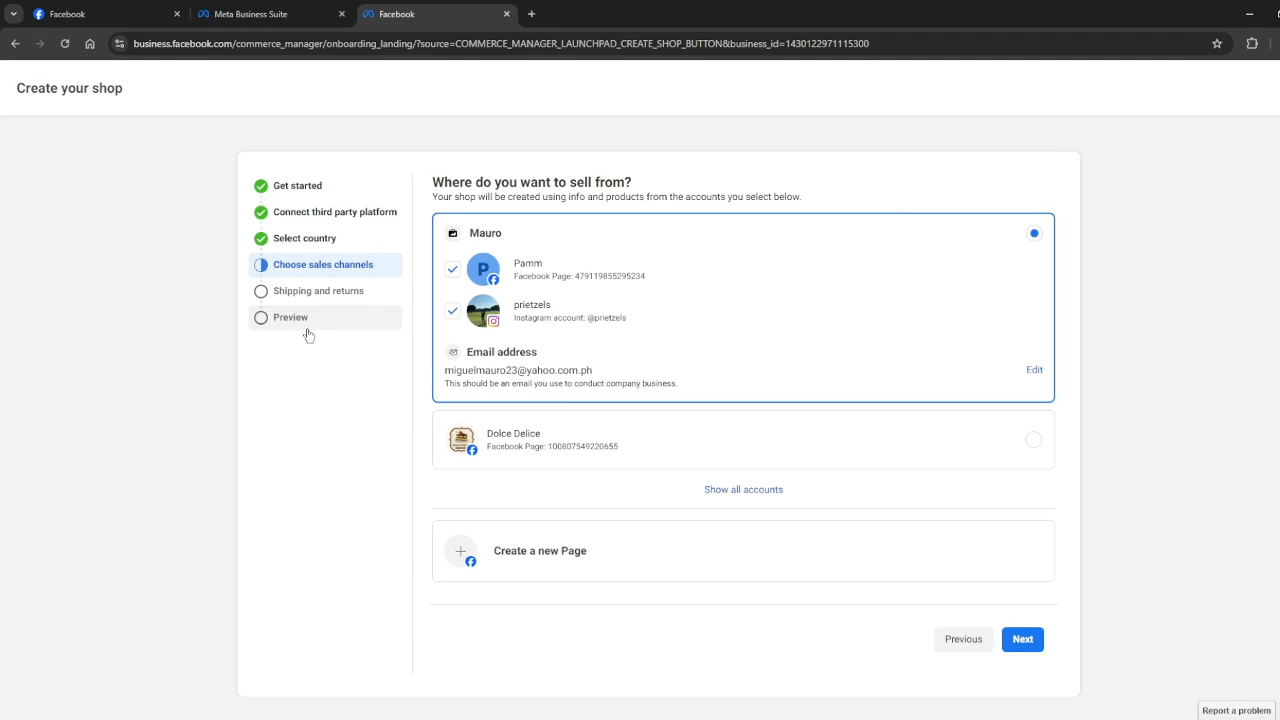 Facebook
Meta Business Suite
Facebook
business.facebook.com/commerce_manager/onboarding_landing/?source=COMMERCE_MANAGER_LAUNCHPAD_CREATE_SHOP_BUTTON&business_id=1430122971115300
Create your shop
Get started
Connect third party platform
Select country
Choose sales channels
Shipping and returns
Preview
Where do you want to sell from?
Your shop will be created using info and products from the accounts you select below.
Mauro
P
Pamm
Facebook Page: 479119855295234
prietzels
Instagram account: @prietzels
Email address
miguelmauro23@yahoo.com.ph
Edit
This should be an email you use to conduct company business.
Dolce Delice
Facebook Page: 100807549220655
Show all accounts
Create a new Page
Previous
Next
Report a problem